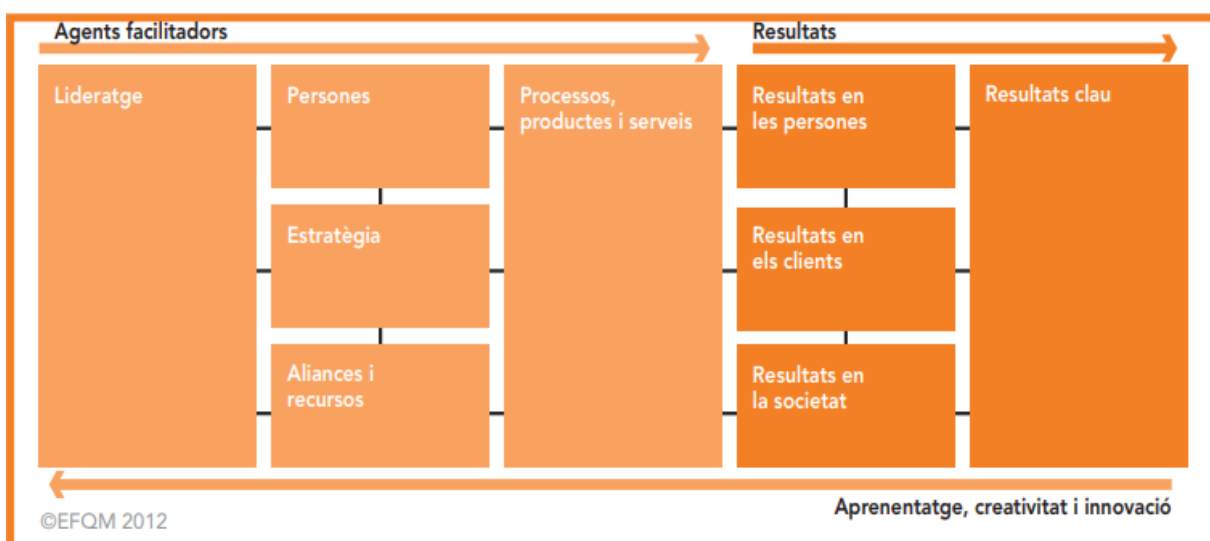 Agents facilitadors
Resultats
Lideratge
Persones
Processos,
productes i serveis
Resultats en
les persones
Resultats clau
Estratègia
Resultats en
els clients
Aliances i
recursos
Resultats en
la societat
Aprenentatge, creativitat i innovació
©EFQM 2012